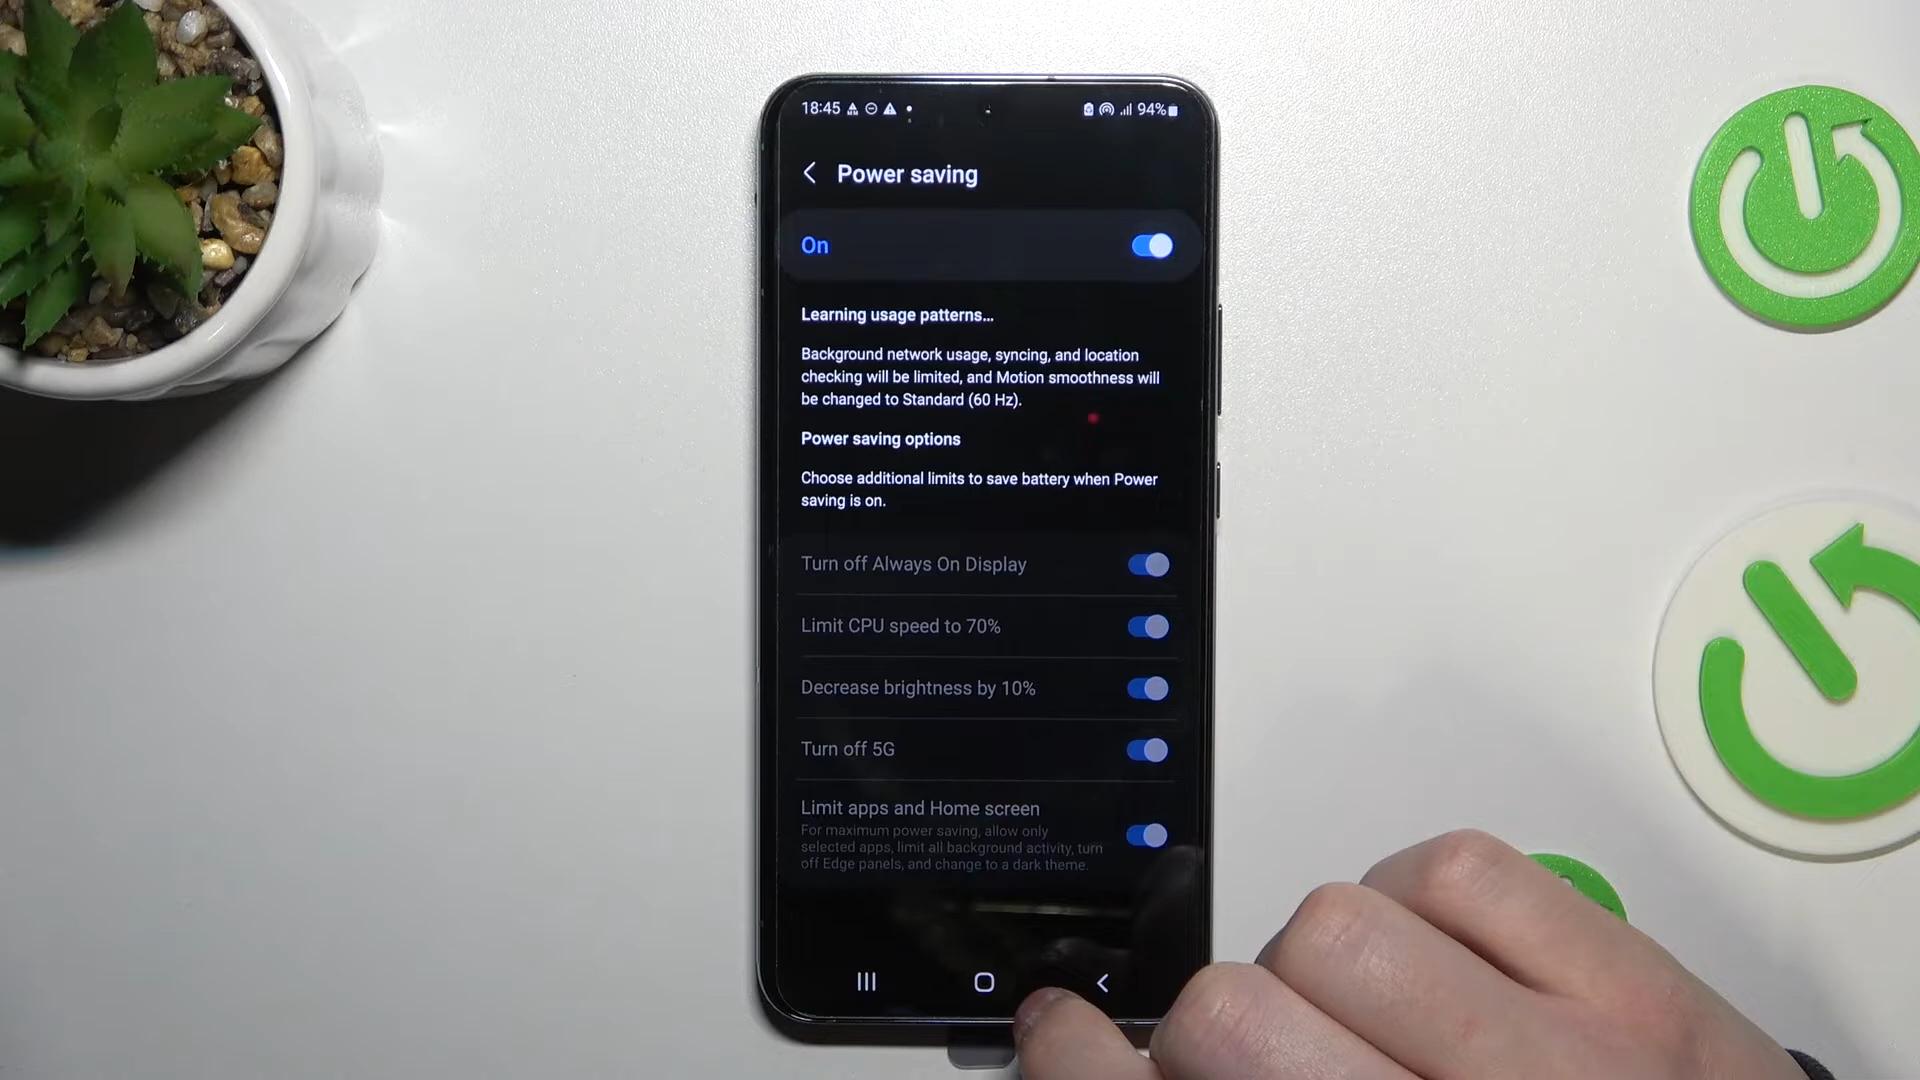 18:45 94%
Power saving
On
Learning usage patterns...
Background network usage, syncing, and location
checking will be limited, and Motion smoothness will
be changed to Standard (60 Hz).
Power saving options
Choose additional limits to save battery when Power
saving is on.
Turn off Always On Display
Limit CPU speed to 70%
Decrease brightness by 10%
Turn off 5G
Limit apps and Home screen
For maximum power saving, allow only
selected apps, limit all background activity, turn
off Edge panels, and change to a dark theme.